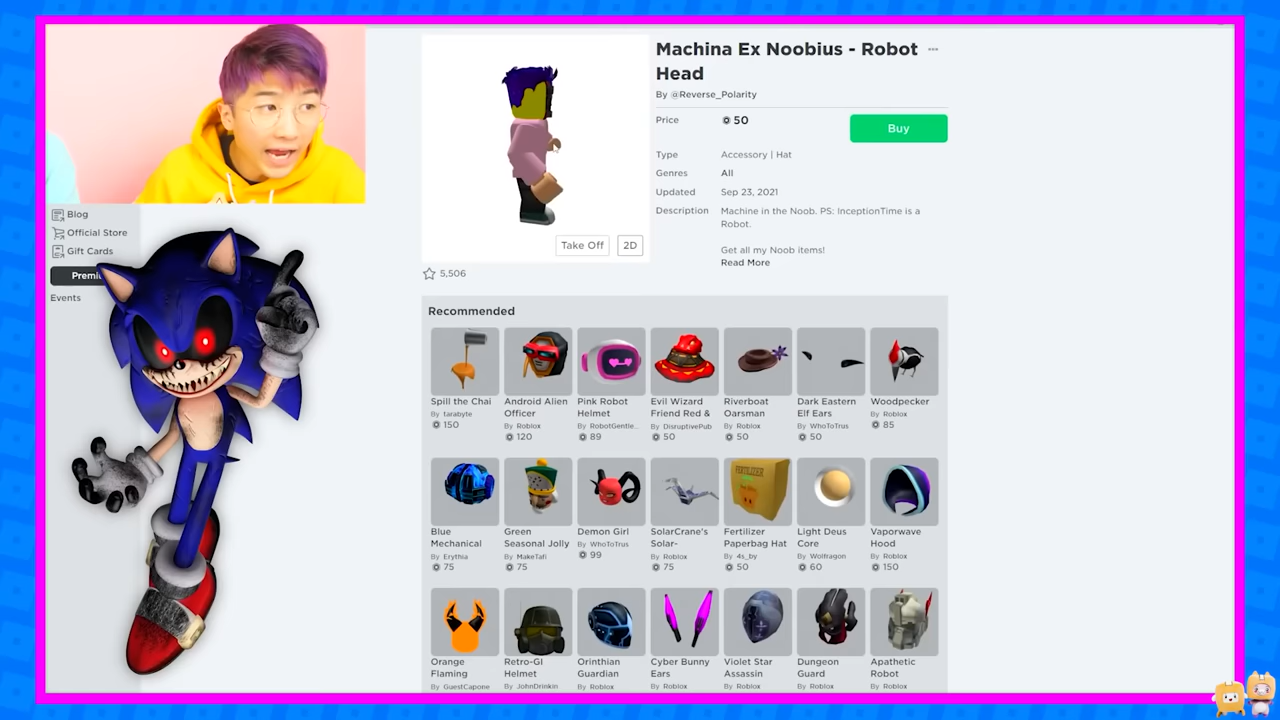 Machina Ex Noobius - Robot
Head
By @Reverse_Polarity
Price 50
Buy
Type Accessory | Hat
Genres All
Updated Sep 23, 2021
Description Machine in the Noob. PS: InceptionTime is a
Robot.
Get all my Noob items!
Read More
Take Off 2D
5,506
Blog
Official Store
Gift Cards
Premi
Events
Recommended
Spill the Chai
By tarabyte
150
Android Alien
Officer
By Roblox
120
Pink Robot
Helmet
By RobotGentle...
89
Evil Wizard
Friend Red &
By DisruptivePub
50
Riverboat
Oarsman
By Roblox
50
Dark Eastern
Elf Ears
By WhoToTrus
50
Woodpecker
By Roblox
85
Blue
Mechanical
By Erythia
75
Green
Seasonal Jolly
By MakeTafi
75
Demon Girl
By WhoToTrus
99
SolarCrane's
Solar-
By Roblox
75
Fertilizer
Paperbag Hat
By 4s_by
50
Light Deus
Core
By Wolfragon
60
Vaporwave
Hood
By Roblox
150
Orange
Flaming
By GuestCapone
Retro-GI
Helmet
By JohnDrinkin
Orinthian
Guardian
By Roblox
Cyber Bunny
Ears
By Roblox
Violet Star
Assassin
By Roblox
Dungeon
Guard
By Roblox
Apathetic
Robot
By Roblox